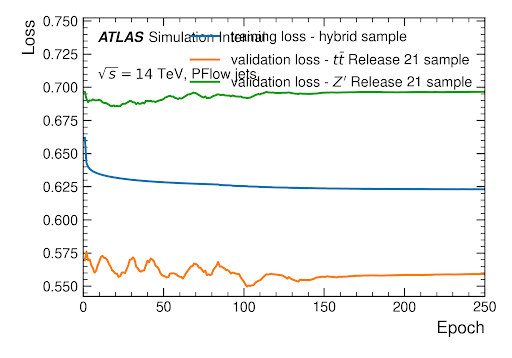 Loss
0.750
0.725
0.700
0.675
0.650
0.625
0.600
0.575
0.550
ATLAS Simulation Internal
√s = 14 TeV, PFlow jets
training loss - hybrid sample
validation loss - tt̄ Release 21 sample
validation loss - Z′ Release 21 sample
0 50 100 150 200 250
Epoch